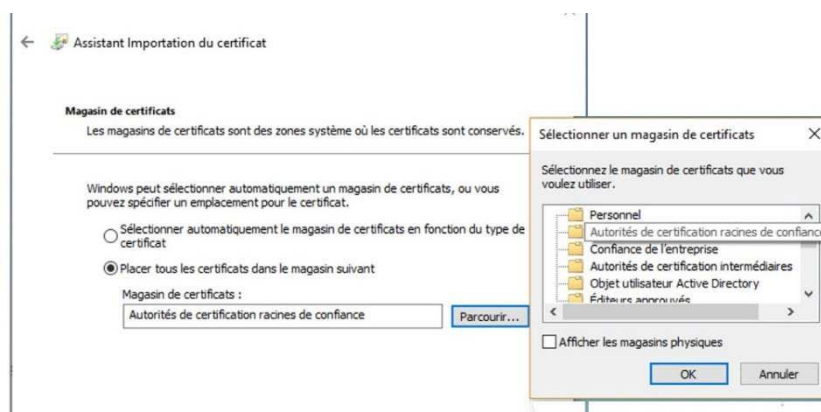 Assistant Importation du certificat
Magasin de certificats
Les magasins de certificats sont des zones système où les certificats sont conservés.
Windows peut sélectionner automatiquement un magasin de certificats, ou vous
pouvez spécifier un emplacement pour le certificat.
Sélectionner automatiquement le magasin de certificats en fonction du type de
certificat
Placer tous les certificats dans le magasin suivant
Magasin de certificats :
Autorités de certification racines de confiance
Parcourir...
Sélectionner un magasin de certificats
Sélectionnez le magasin de certificats que vous
voulez utiliser.
Personnel
Autorités de certification racines de confiance
Confiance de l'entreprise
Autorités de certification intermédiaires
Objet utilisateur Active Directory
Éditeurs approuvés
Afficher les magasins physiques
OK
Annuler